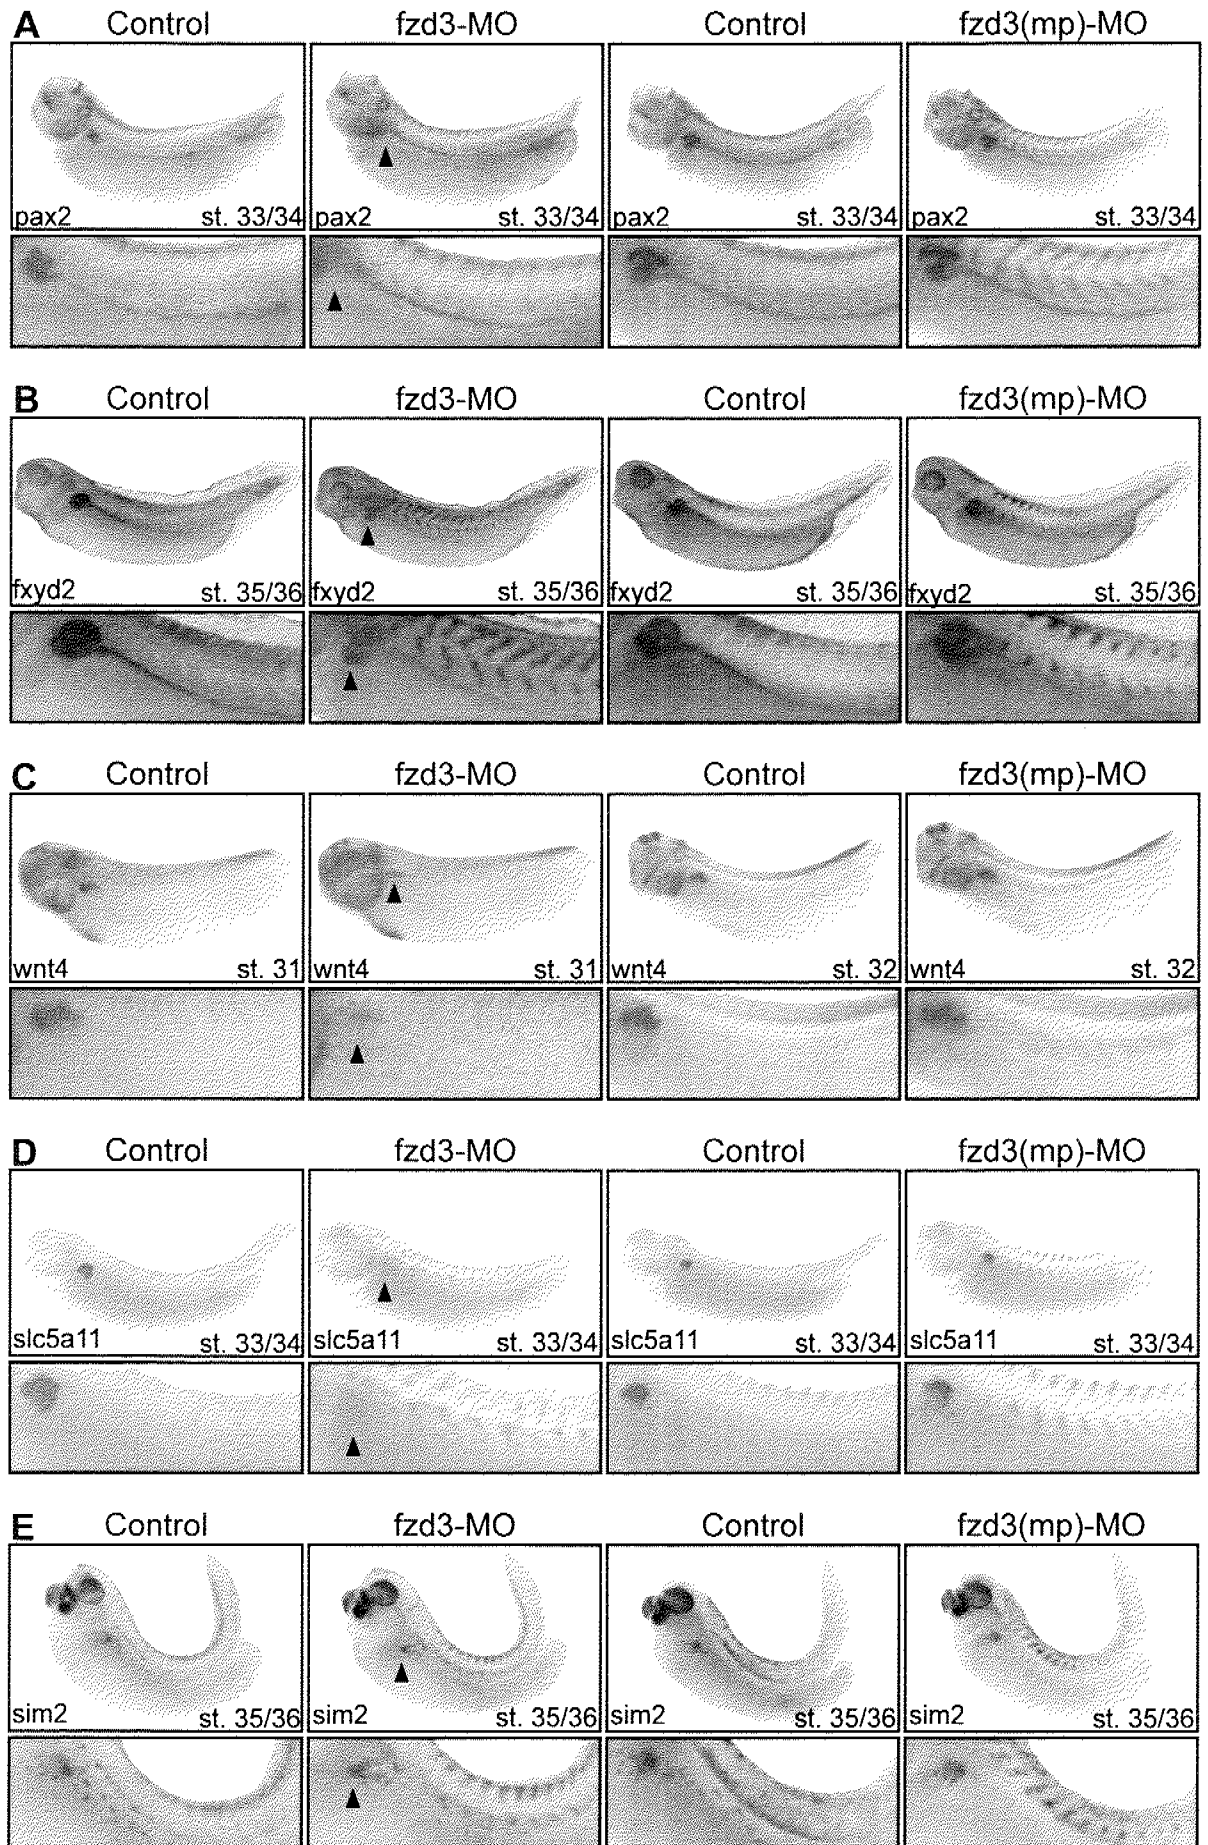 A Control fzd3-MO Control fzd3(mp)-MO
pax2 st. 33/34 pax2 st. 33/34 pax2 st. 33/34 pax2 st. 33/34
B Control fzd3-MO Control fzd3(mp)-MO
fxyd2 st. 35/36 fxyd2 st. 35/36 fxyd2 st. 35/36 fxyd2 st. 35/36
C Control fzd3-MO Control fzd3(mp)-MO
wnt4 st. 31 wnt4 st. 31 wnt4 st. 32 wnt4 st. 32
D Control fzd3-MO Control fzd3(mp)-MO
slc5a11 st. 33/34 slc5a11 st. 33/34 slc5a11 st. 33/34 slc5a11 st. 33/34
E Control fzd3-MO Control fzd3(mp)-MO
sim2 st. 35/36 sim2 st. 35/36 sim2 st. 35/36 sim2 st. 35/36